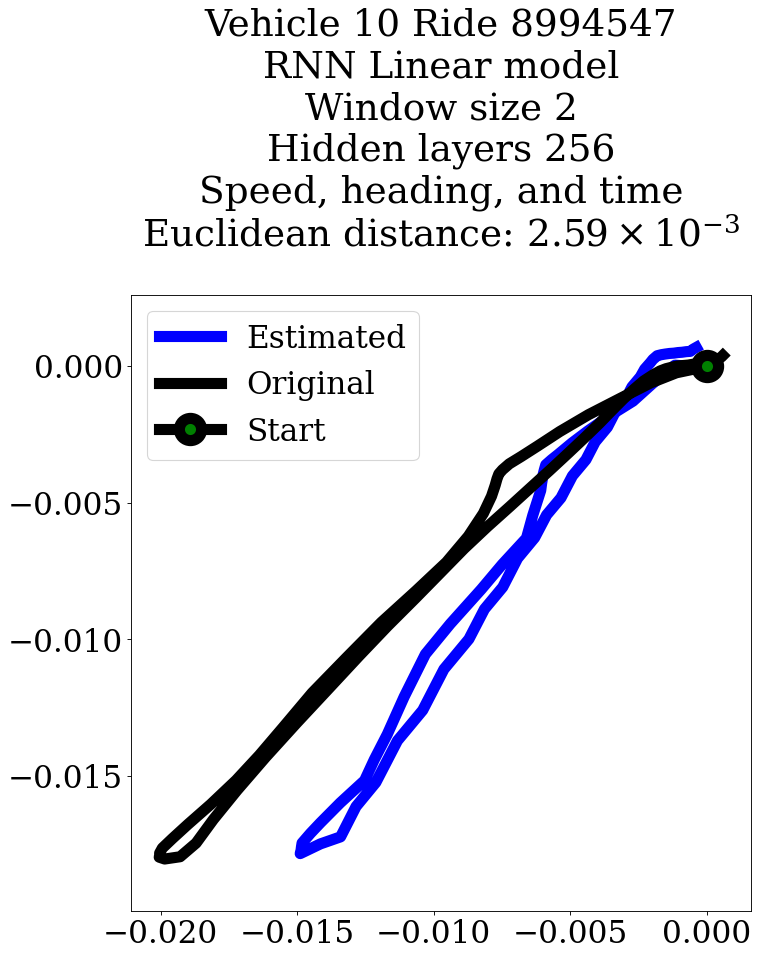 Vehicle 10 Ride 8994547
RNN Linear model
Window size 2
Hidden layers 256
Speed, heading, and time
Euclidean distance: 2.59 × 10⁻³
Estimated
Original
Start
0.000
−0.005
−0.010
−0.015
−0.020 −0.015 −0.010 −0.005 0.000